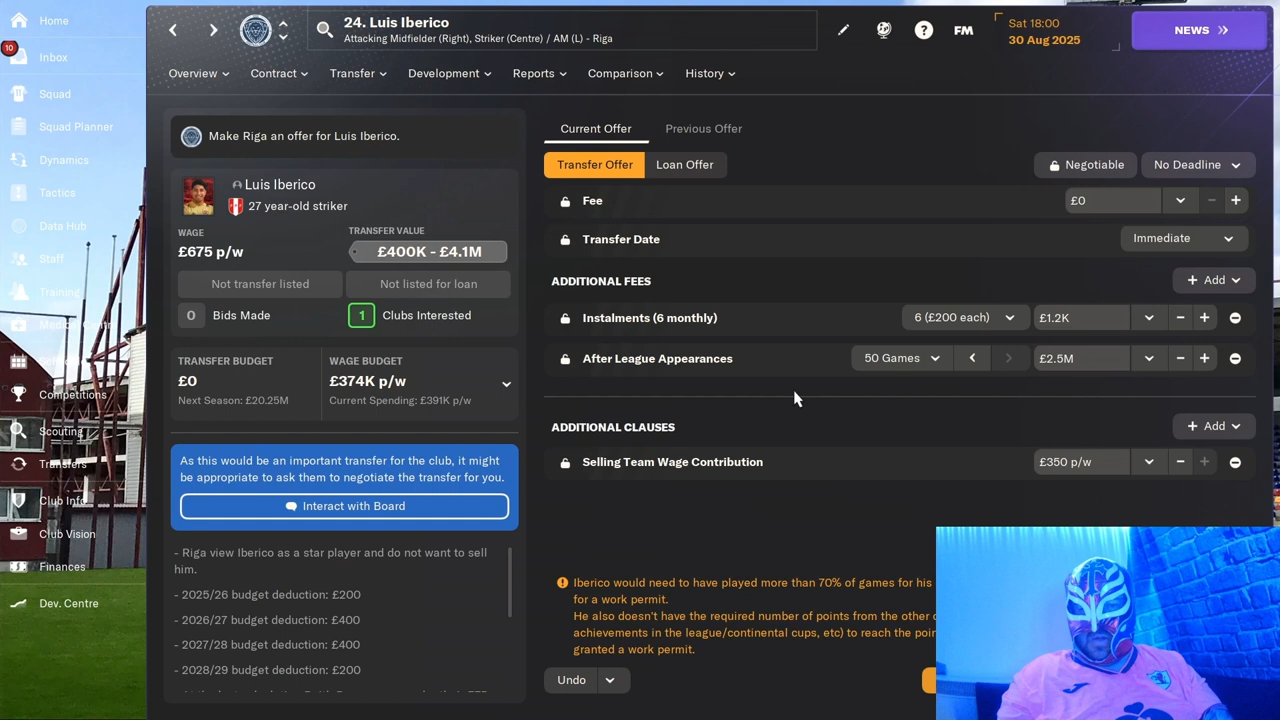 Home
10
Inbox
Squad
Squad Planner
Dynamics
Tactics
Data Hub
Staff
Training
Competitions
Scouting
Transfers
Club Info
Club Vision
Finances
Dev. Centre
24. Luis Iberico
Attacking Midfielder (Right), Striker (Centre) / AM (L) - Riga
?
FM
Sat 18:00
30 Aug 2025
NEWS
Overview
Contract
Transfer
Development
Reports
Comparison
History
Make Riga an offer for Luis Iberico.
Luis Iberico
27 year-old striker
WAGE
£675 p/w
TRANSFER VALUE
£400K - £4.1M
Not transfer listed
Not listed for loan
0 Bids Made
1 Clubs Interested
TRANSFER BUDGET
£0
Next Season: £20.25M
WAGE BUDGET
£374K p/w
Current Spending: £391K p/w
As this would be an important transfer for the club, it might
be appropriate to ask them to negotiate the transfer for you.
Interact with Board
- Riga view Iberico as a star player and do not want to sell
him.
- 2025/26 budget deduction: £200
- 2026/27 budget deduction: £400
- 2027/28 budget deduction: £400
- 2028/29 budget deduction: £200
Current Offer
Previous Offer
Transfer Offer
Loan Offer
Negotiable
No Deadline
Fee
£0
Transfer Date
Immediate
ADDITIONAL FEES
+ Add
Instalments (6 monthly)
6 (£200 each)
£1.2K
After League Appearances
50 Games
£2.5M
ADDITIONAL CLAUSES
+ Add
Selling Team Wage Contribution
£350 p/w
Iberico would need to have played more than 70% of games for his
for a work permit.
He also doesn't have the required number of points from the other
achievements in the league/continental cups, etc) to reach the
granted a work permit.
Undo